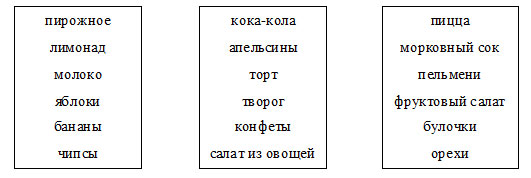 пирожное
лимонад
молоко
яблоки
бананы
чипсы
кока-кола
апельсины
торт
творог
конфеты
салат из овощей
пицца
морковный сок
пельмени
фруктовый салат
булочки
орехи